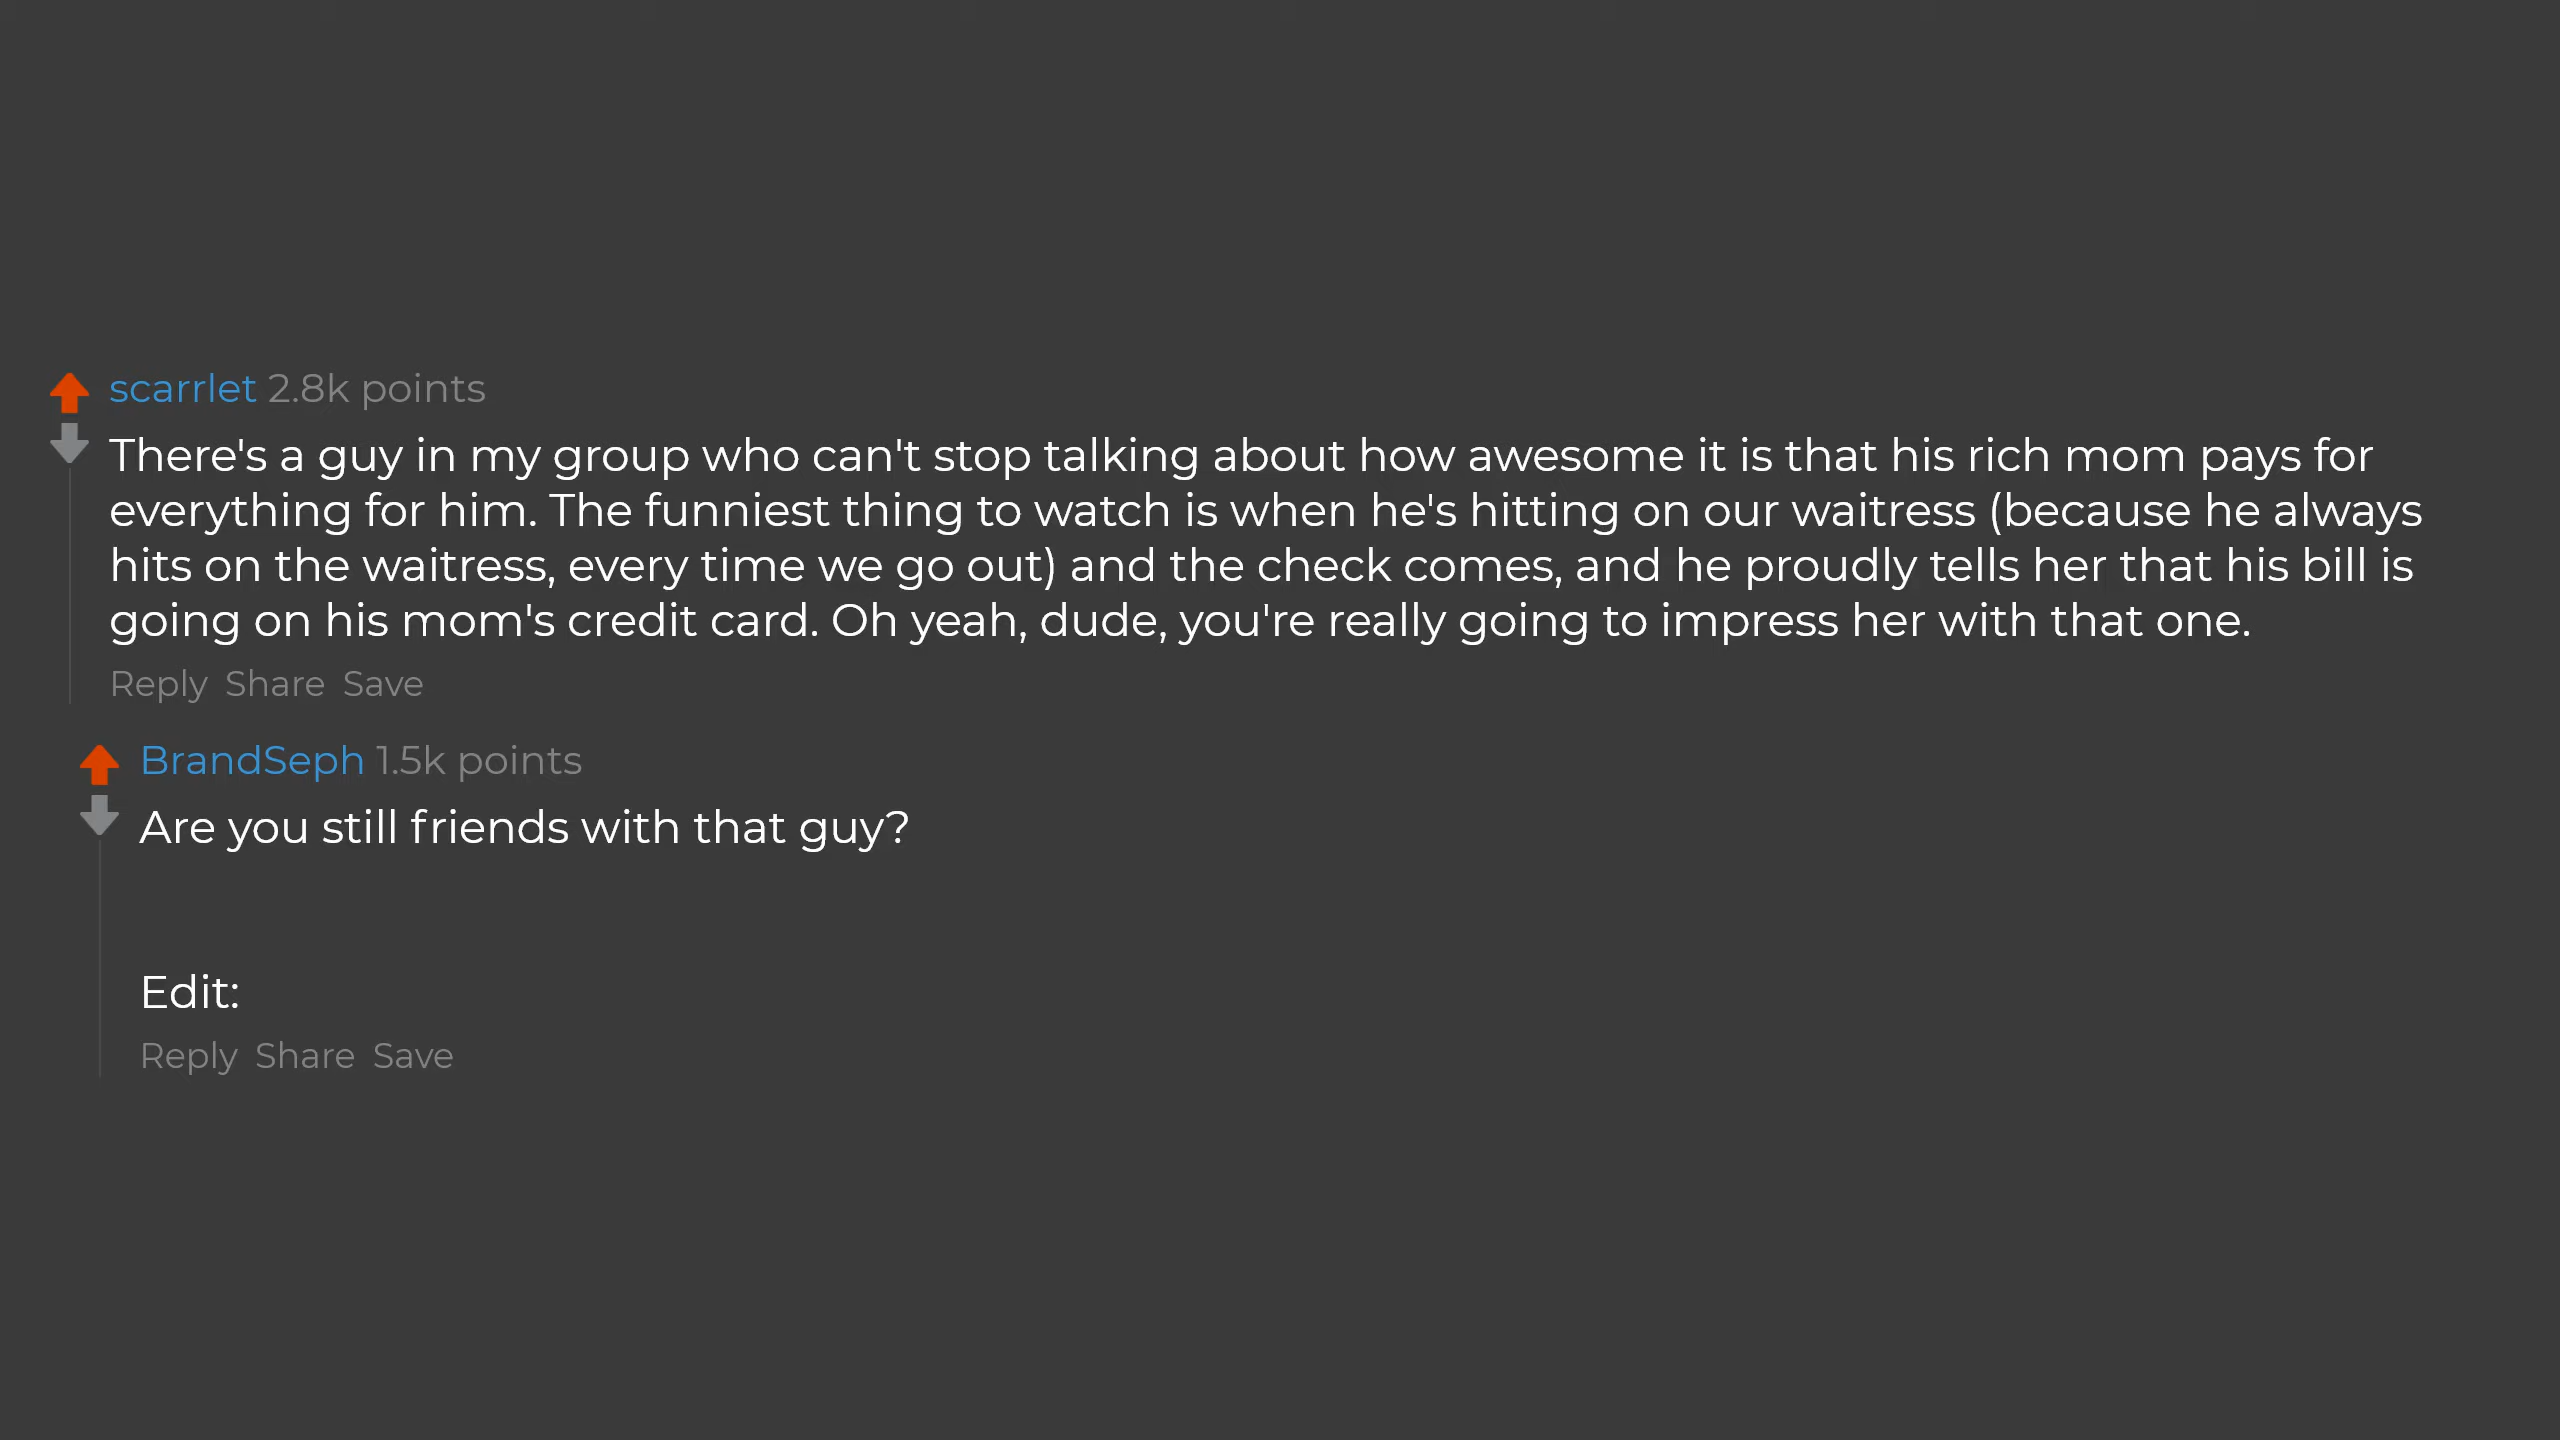 scarrlet 2.8k points
There's a guy in my group who can't stop talking about how awesome it is that his rich mom pays for
everything for him. The funniest thing to watch is when he's hitting on our waitress (because he always
hits on the waitress, every time we go out) and the check comes, and he proudly tells her that his bill is
going on his mom's credit card. Oh yeah, dude, you're really going to impress her with that one.
Reply Share Save
BrandSeph 1.5k points
Are you still friends with that guy?
Edit:
Reply Share Save